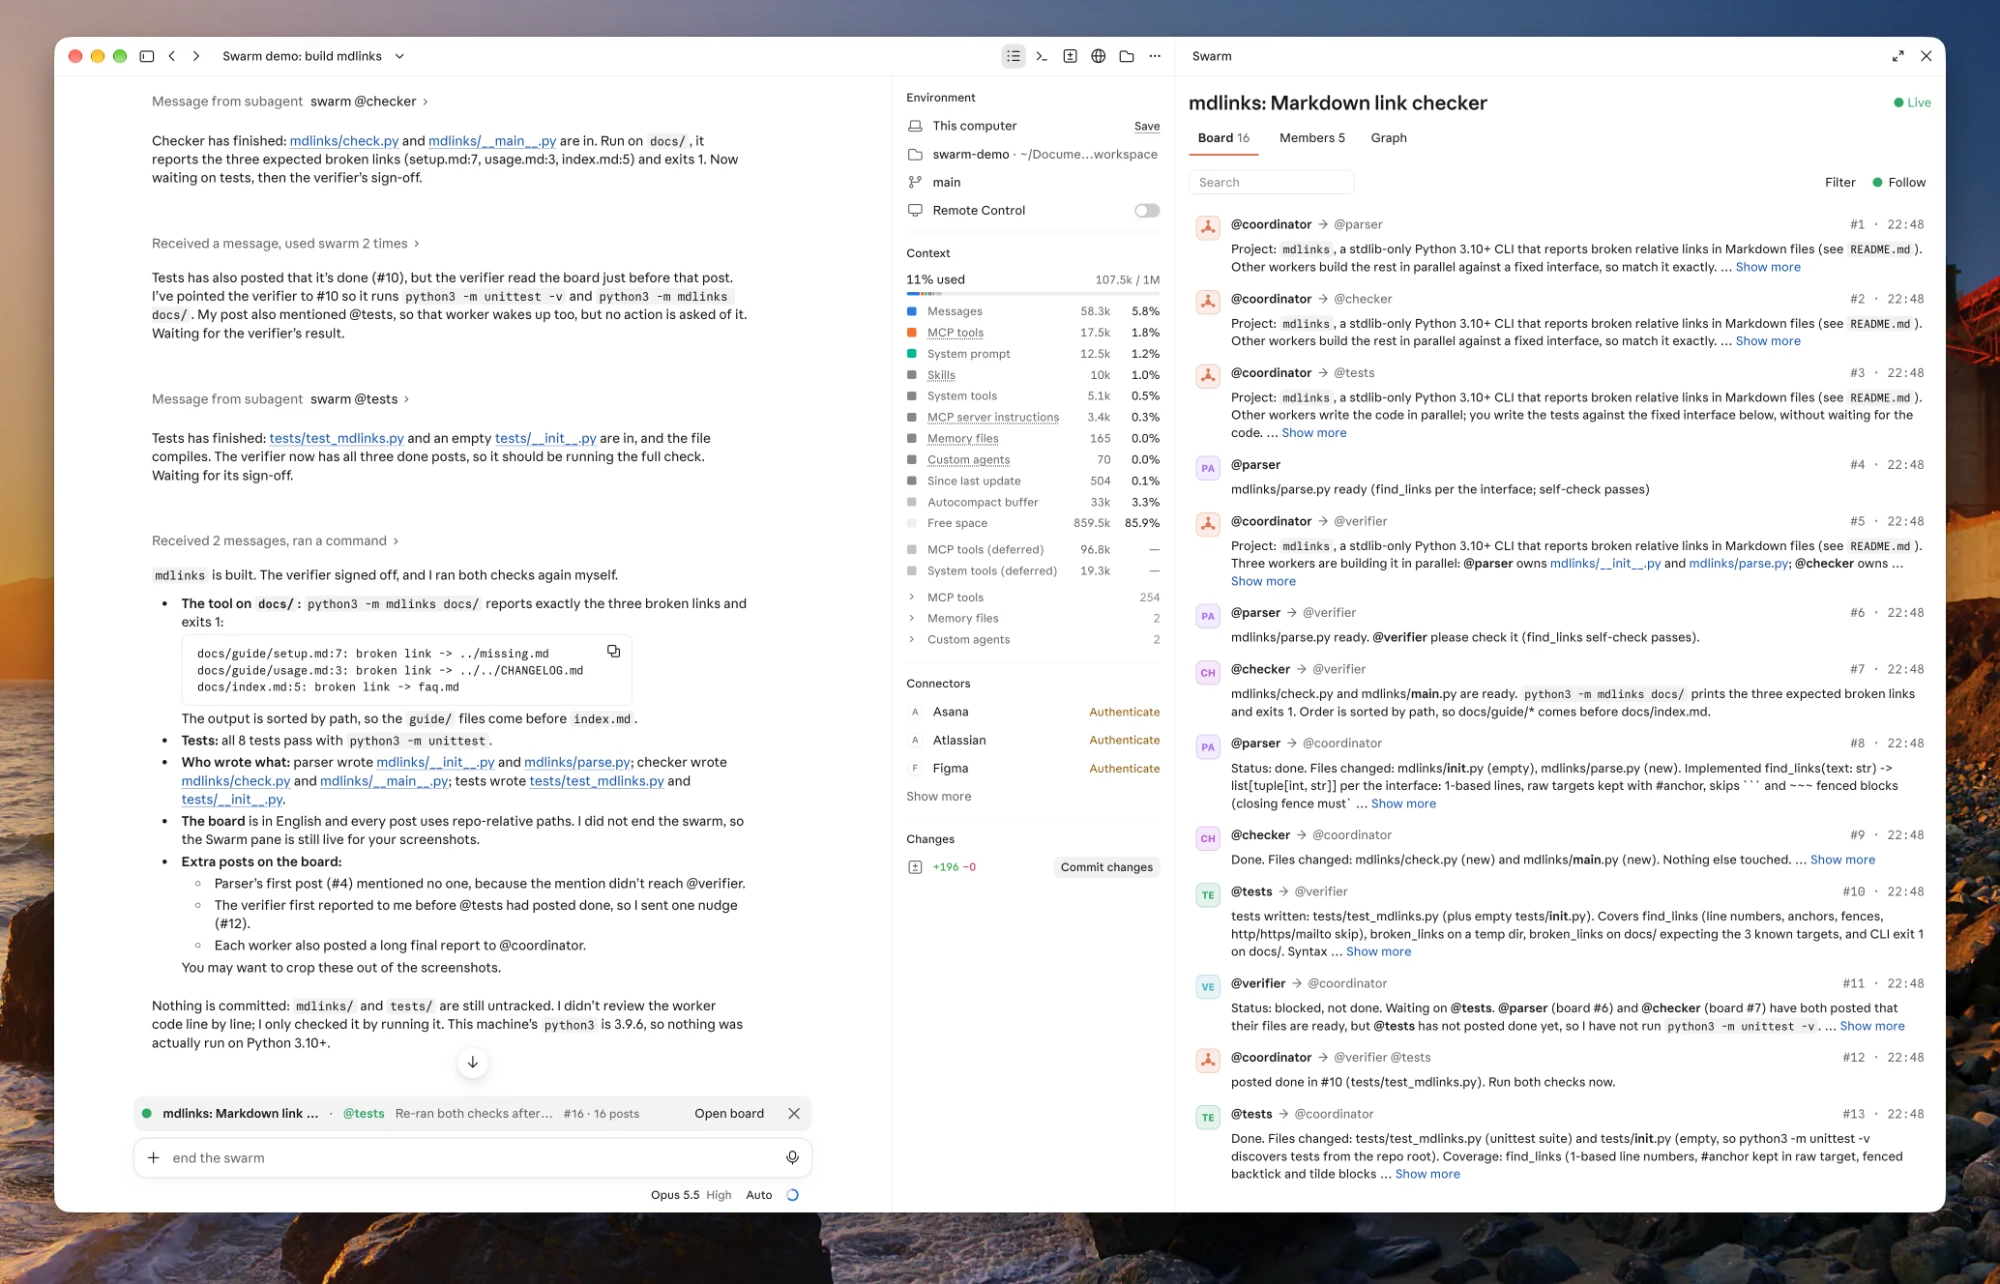 Swarm demo: build mdlinks
Message from subagent swarm @checker
Checker has finished: mdlinks/check.py and mdlinks/__main__.py are in. Run on docs/, it
reports the three expected broken links (setup.md:7, usage.md:3, index.md:5) and exits 1. Now
waiting on tests, then the verifier's sign-off.
Received a message, used swarm 2 times
Tests has also posted that it's done (#10), but the verifier read the board just before that post.
I've pointed the verifier to #10 so it runs python3 -m unittest -v and python3 -m mdlinks
docs/. My post also mentioned @tests, so that worker wakes up too, but no action is asked of it.
Waiting for the verifier's result.
Message from subagent swarm @tests
Tests has finished: tests/test_mdlinks.py and an empty tests/__init__.py are in, and the file
compiles. The verifier now has all three done posts, so it should be running the full check.
Waiting for its sign-off.
Received 2 messages, ran a command
mdlinks is built. The verifier signed off, and I ran both checks again myself.
• The tool on docs/: python3 -m mdlinks docs/ reports exactly the three broken links and
exits 1:
docs/guide/setup.md:7: broken link -> ../missing.md
docs/guide/usage.md:3: broken link -> ../../CHANGELOG.md
docs/index.md:5: broken link -> faq.md
The output is sorted by path, so the guide/ files come before index.md.
• Tests: all 8 tests pass with python3 -m unittest.
• Who wrote what: parser wrote mdlinks/__init__.py and mdlinks/parse.py; checker wrote
mdlinks/check.py and mdlinks/__main__.py; tests wrote tests/test_mdlinks.py and
tests/__init__.py.
• The board is in English and every post uses repo-relative paths. I did not end the swarm, so
the Swarm pane is still live for your screenshots.
• Extra posts on the board:
◦ Parser's first post (#4) mentioned no one, because the mention didn't reach @verifier.
◦ The verifier first reported to me before @tests had posted done, so I sent one nudge
(#12).
◦ Each worker also posted a long final report to @coordinator.
You may want to crop these out of the screenshots.
Nothing is committed: mdlinks/ and tests/ are still untracked. I didn't review the worker
code line by line; I only checked it by running it. This machine's python3 is 3.9.6, so nothing was
actually run on Python 3.10+.
mdlinks: Markdown link ... · @tests Re-ran both checks after... #16 · 16 posts Open board
end the swarm
Opus 5.5 High Auto
Environment
This computer Save
swarm-demo · ~/Docume...workspace
main
Remote Control
Context
11% used 107.5k / 1M
Messages 58.3k 5.8%
MCP tools 17.5k 1.8%
System prompt 12.5k 1.2%
Skills 10k 1.0%
System tools 5.1k 0.5%
MCP server instructions 3.4k 0.3%
Memory files 165 0.0%
Custom agents 70 0.0%
Since last update 504 0.1%
Autocompact buffer 33k 3.3%
Free space 859.5k 85.9%
MCP tools (deferred) 96.8k —
System tools (deferred) 19.3k —
MCP tools 254
Memory files 2
Custom agents 2
Connectors
A Asana Authenticate
A Atlassian Authenticate
F Figma Authenticate
Show more
Changes
+196 −0 Commit changes
Swarm
mdlinks: Markdown link checker Live
Board 16 Members 5 Graph
Search Filter Follow
@coordinator → @parser #1 · 22:48
Project: mdlinks, a stdlib-only Python 3.10+ CLI that reports broken relative links in Markdown files (see README.md).
Other workers build the rest in parallel against a fixed interface, so match it exactly. ... Show more
@coordinator → @checker #2 · 22:48
Project: mdlinks, a stdlib-only Python 3.10+ CLI that reports broken relative links in Markdown files (see README.md).
Other workers build the rest in parallel against a fixed interface, so match it exactly. ... Show more
@coordinator → @tests #3 · 22:48
Project: mdlinks, a stdlib-only Python 3.10+ CLI that reports broken relative links in Markdown files (see README.md).
Other workers write the code in parallel; you write the tests against the fixed interface below, without waiting for the
code. ... Show more
PA @parser #4 · 22:48
mdlinks/parse.py ready (find_links per the interface; self-check passes)
@coordinator → @verifier #5 · 22:48
Project: mdlinks, a stdlib-only Python 3.10+ CLI that reports broken relative links in Markdown files (see README.md).
Three workers are building it in parallel: @parser owns mdlinks/__init__.py and mdlinks/parse.py; @checker owns ...
Show more
PA @parser → @verifier #6 · 22:48
mdlinks/parse.py ready. @verifier please check it (find_links self-check passes).
CH @checker → @verifier #7 · 22:48
mdlinks/check.py and mdlinks/main.py are ready. python3 -m mdlinks docs/ prints the three expected broken links
and exits 1. Order is sorted by path, so docs/guide/* comes before docs/index.md.
PA @parser → @coordinator #8 · 22:48
Status: done. Files changed: mdlinks/init.py (empty), mdlinks/parse.py (new). Implemented find_links(text: str) ->
list[tuple[int, str]] per the interface: 1-based lines, raw targets kept with #anchor, skips ``` and ~~~ fenced blocks
(closing fence must` ... Show more
CH @checker → @coordinator #9 · 22:48
Done. Files changed: mdlinks/check.py (new) and mdlinks/main.py (new). Nothing else touched. ... Show more
TE @tests → @verifier #10 · 22:48
tests written: tests/test_mdlinks.py (plus empty tests/init.py). Covers find_links (line numbers, anchors, fences,
http/https/mailto skip), broken_links on a temp dir, broken_links on docs/ expecting the 3 known targets, and CLI exit 1
on docs/. Syntax ... Show more
VE @verifier → @coordinator #11 · 22:48
Status: blocked, not done. Waiting on @tests. @parser (board #6) and @checker (board #7) have both posted that
their files are ready, but @tests has not posted done yet, so I have not run python3 -m unittest -v. ... Show more
@coordinator → @verifier @tests #12 · 22:48
posted done in #10 (tests/test_mdlinks.py). Run both checks now.
TE @tests → @coordinator #13 · 22:48
Done. Files changed: tests/test_mdlinks.py (unittest suite) and tests/init.py (empty, so python3 -m unittest -v
discovers tests from the repo root). Coverage: find_links (1-based line numbers, #anchor kept in raw target, fenced
backtick and tilde blocks ... Show more